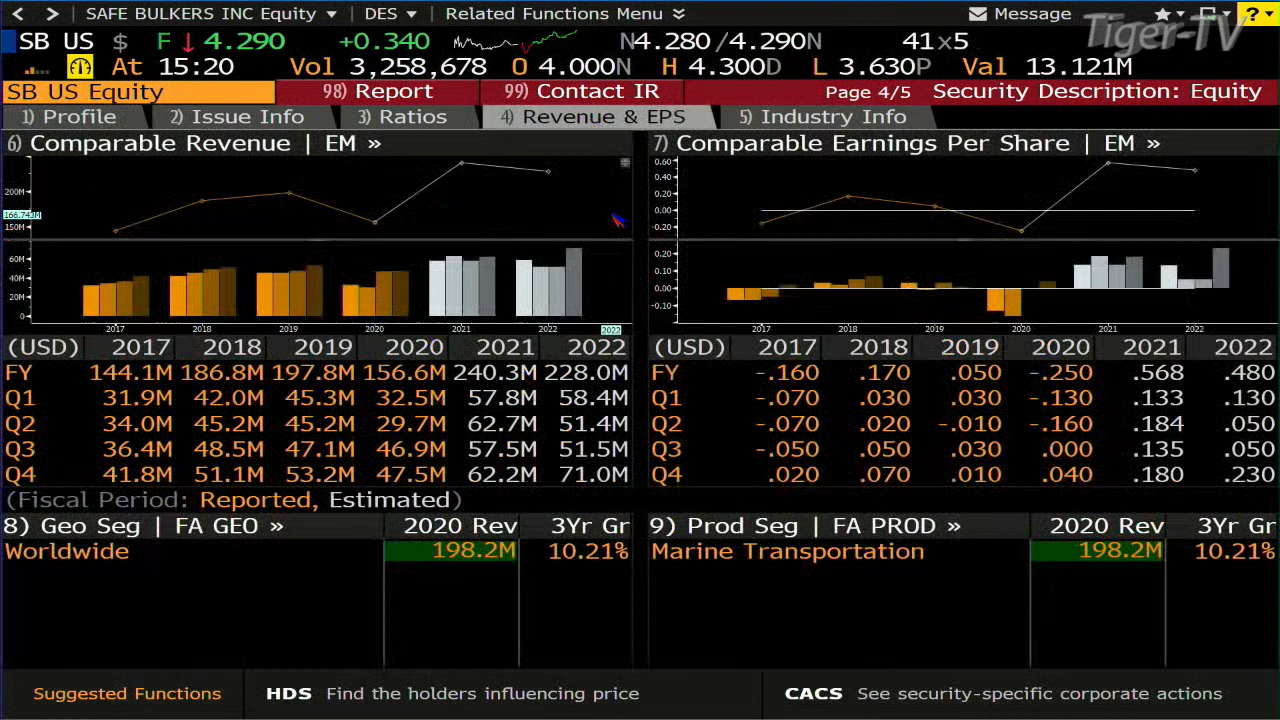 < > SAFE BULKERS INC Equity ▾ DES ▾ Related Functions Menu Message ? ▾
Tiger-TV
SB US $ F ↓ 4.290 +0.340 N4.280 / 4.290N 41 x 5
At 15:20 Vol 3,258,678 O 4.000N H 4.300D L 3.630P Val 13.121M
SB US Equity 98) Report 99) Contact IR Page 4/5 Security Description: Equity
1) Profile 2) Issue Info 3) Ratios 4) Revenue & EPS 5) Industry Info
6) Comparable Revenue | EM »
200M
166.743M
150M
60M
40M
20M
0
2017 2018 2019 2020 2021 2022 2022
7) Comparable Earnings Per Share | EM »
0.60
0.40
0.20
0.00
-0.20
0.20
0.10
0.00
-0.10
2017 2018 2019 2020 2021 2022
(USD) 2017 2018 2019 2020 2021 2022
FY 144.1M 186.8M 197.8M 156.6M 240.3M 228.0M
Q1 31.9M 42.0M 45.3M 32.5M 57.8M 58.4M
Q2 34.0M 45.2M 45.2M 29.7M 62.7M 51.4M
Q3 36.4M 48.5M 47.1M 46.9M 57.5M 51.5M
Q4 41.8M 51.1M 53.2M 47.5M 62.2M 71.0M
(USD) 2017 2018 2019 2020 2021 2022
FY -.160 .170 .050 -.250 .568 .480
Q1 -.070 .030 .030 -.130 .133 .130
Q2 -.070 .020 -.010 -.160 .184 .050
Q3 -.050 .050 .030 .000 .135 .050
Q4 .020 .070 .010 .040 .180 .230
(Fiscal Period: Reported, Estimated)
8) Geo Seg | FA GEO » 2020 Rev 3Yr Gr
Worldwide 198.2M 10.21%
9) Prod Seg | FA PROD » 2020 Rev 3Yr Gr
Marine Transportation 198.2M 10.21%
Suggested Functions HDS Find the holders influencing price CACS See security-specific corporate actions